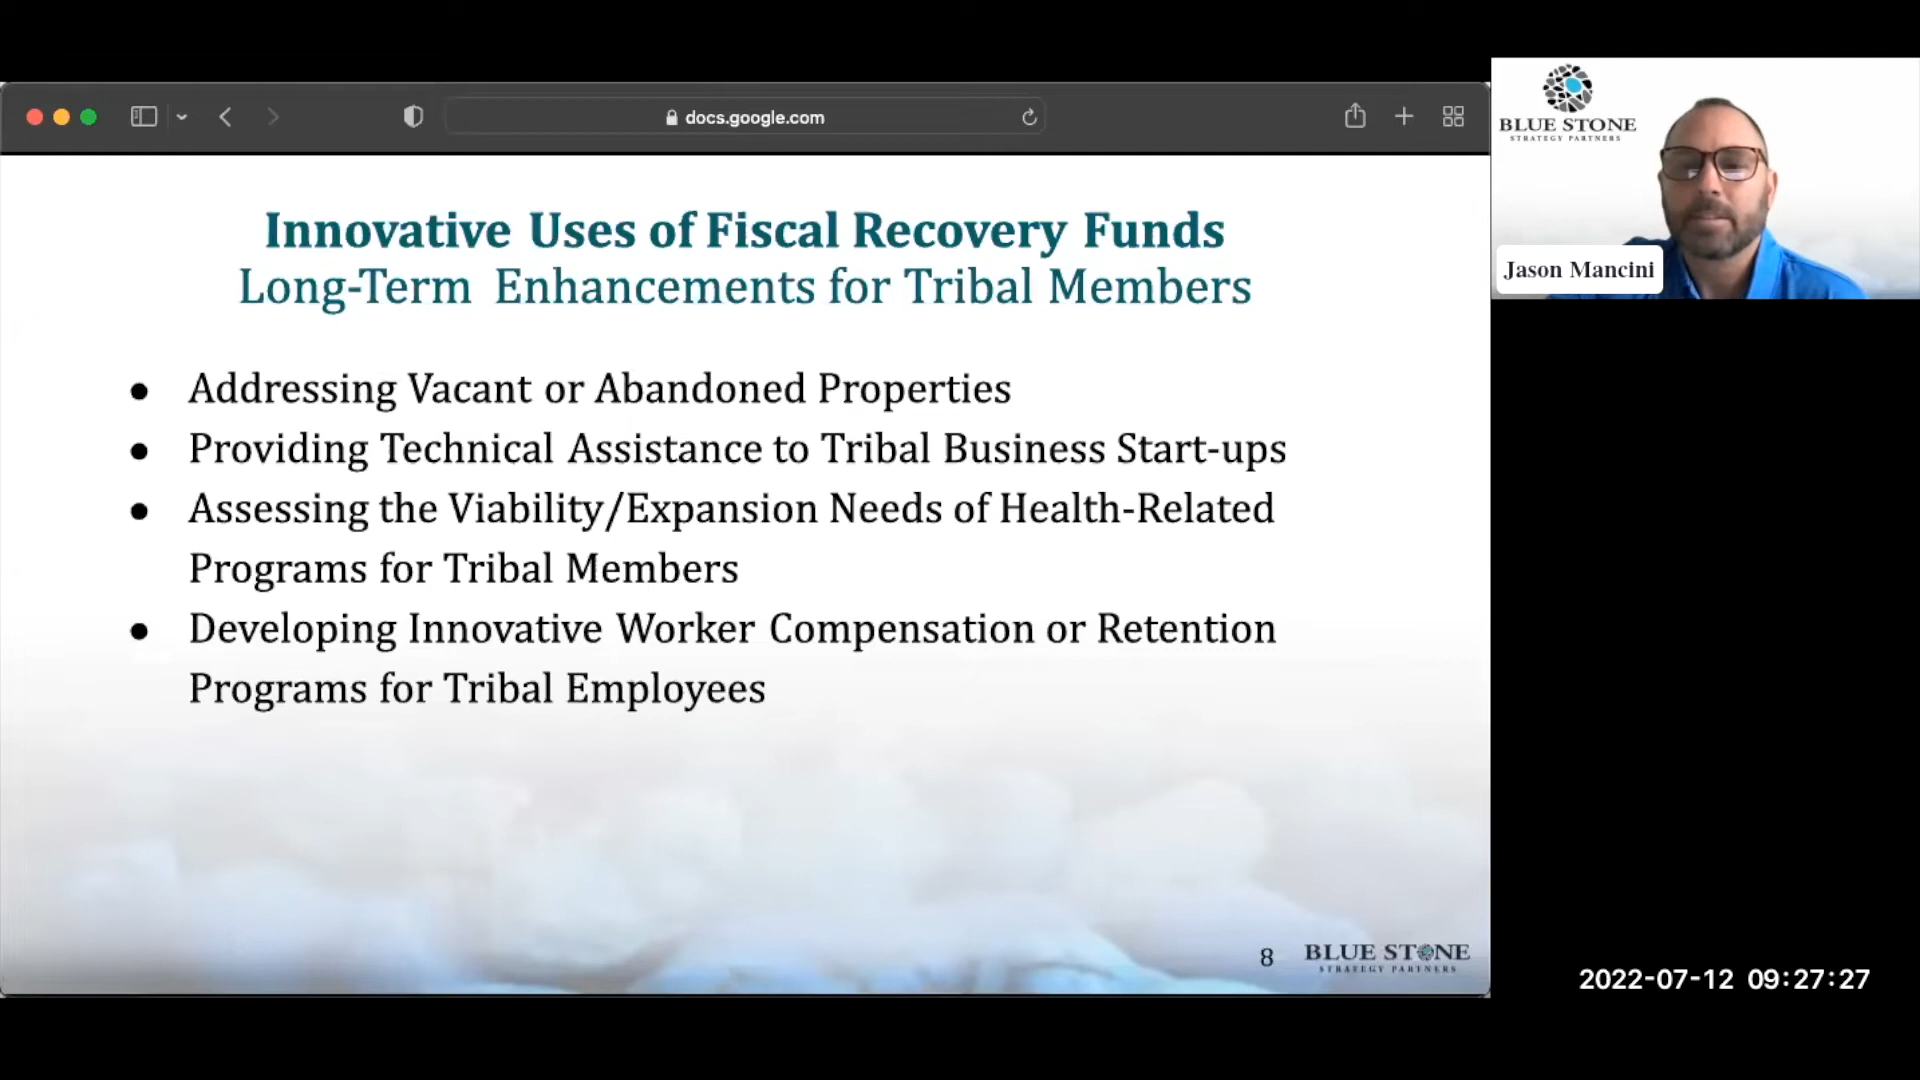 docs.google.com
BLUE STONE
STRATEGY PARTNERS
Jason Mancini
Innovative Uses of Fiscal Recovery Funds
Long-Term Enhancements for Tribal Members
● Addressing Vacant or Abandoned Properties
● Providing Technical Assistance to Tribal Business Start-ups
● Assessing the Viability/Expansion Needs of Health-Related
Programs for Tribal Members
● Developing Innovative Worker Compensation or Retention
Programs for Tribal Employees
8
BLUE STONE
STRATEGY PARTNERS
2022-07-12 09:27:27